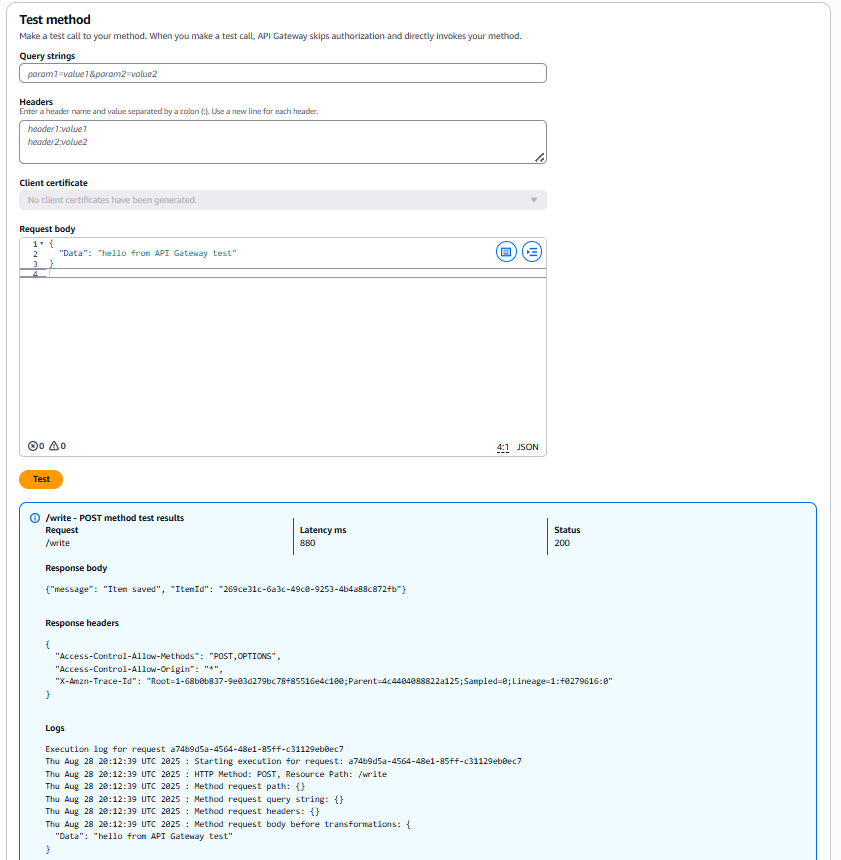 Test method
Make a test call to your method. When you make a test call, API Gateway skips authorization and directly invokes your method.
Query strings
param1=value1&param2=value2
Headers
Enter a header name and value separated by a colon (:). Use a new line for each header.
header1:value1
header2:value2
Client certificate
No client certificates have been generated.
Request body
1 {
2 "Data": "hello from API Gateway test"
3 }
4
0 0 4:1 JSON
Test
/write - POST method test results
Request Latency ms Status
/write 880 200
Response body
{"message": "Item saved", "ItemId": "269ce31c-6a3c-49c0-9253-4b4a88c872fb"}
Response headers
{
"Access-Control-Allow-Methods": "POST,OPTIONS",
"Access-Control-Allow-Origin": "*",
"X-Amzn-Trace-Id": "Root=1-68b0b837-9e03d279bc78f85516e4c100;Parent=4c4404088822a125;Sampled=0;Lineage=1:f0279616:0"
}
Logs
Execution log for request a74b9d5a-4564-48e1-85ff-c31129eb0ec7
Thu Aug 28 20:12:39 UTC 2025 : Starting execution for request: a74b9d5a-4564-48e1-85ff-c31129eb0ec7
Thu Aug 28 20:12:39 UTC 2025 : HTTP Method: POST, Resource Path: /write
Thu Aug 28 20:12:39 UTC 2025 : Method request path: {}
Thu Aug 28 20:12:39 UTC 2025 : Method request query string: {}
Thu Aug 28 20:12:39 UTC 2025 : Method request headers: {}
Thu Aug 28 20:12:39 UTC 2025 : Method request body before transformations: {
"Data": "hello from API Gateway test"
}